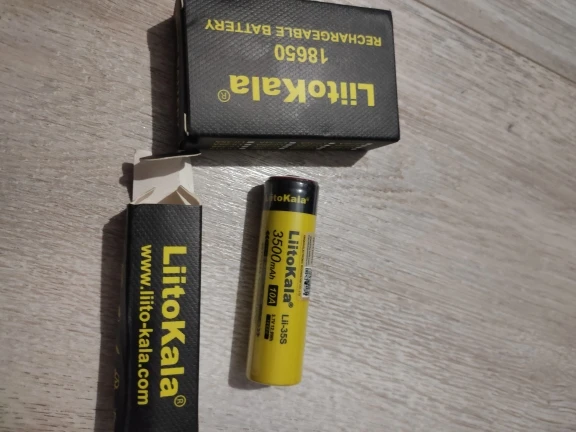 LiitoKala®
18650
RECHARGEABLE BATTERY
LiitoKala®
www.liito-kala.com
LiitoKala®
LiitoKala®
Lii-35S
3500mAh
10A